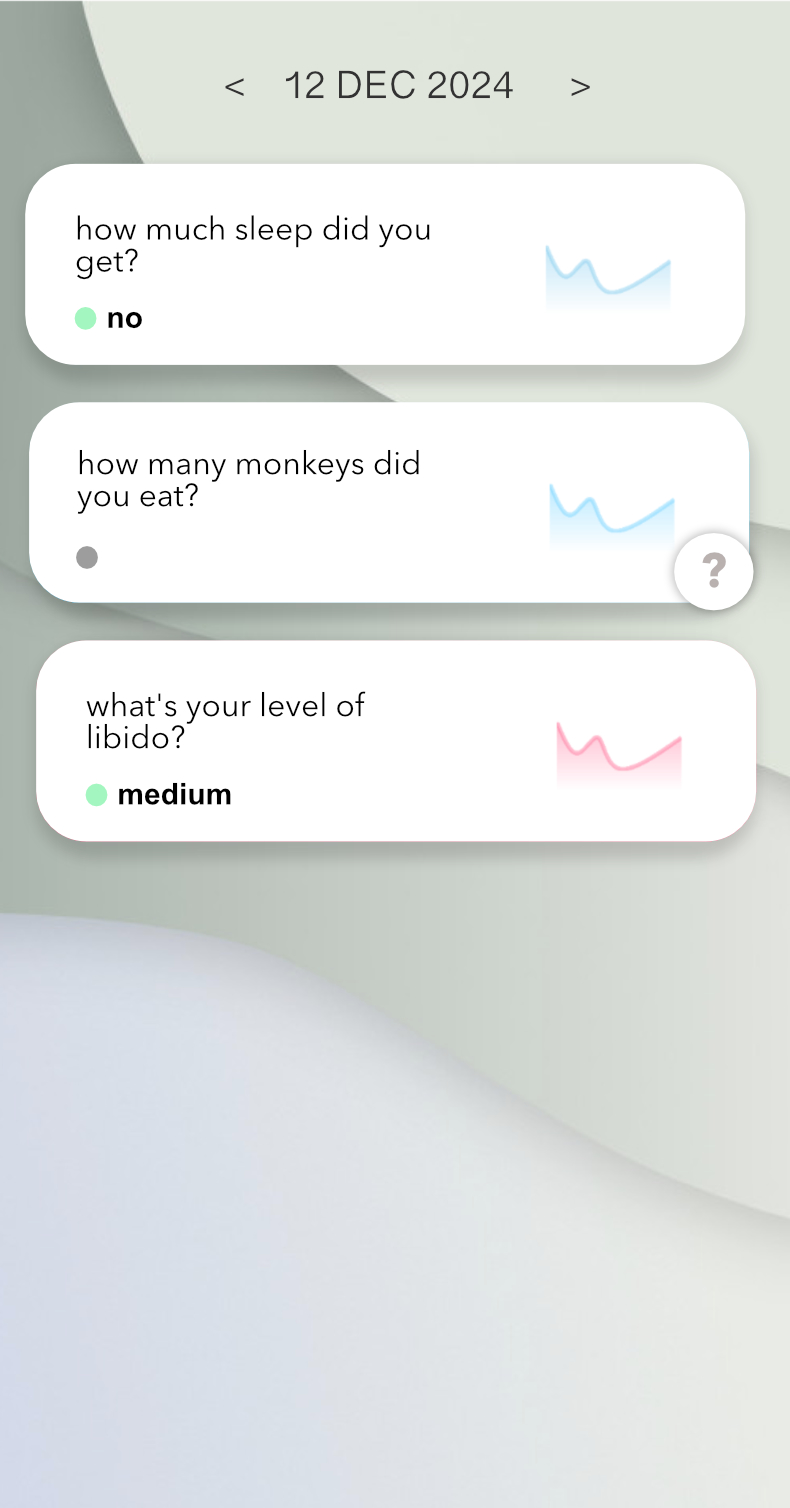 < 12 DEC 2024 >
how much sleep did you
get?
no
how many monkeys did
you eat?
?
what's your level of
libido?
medium